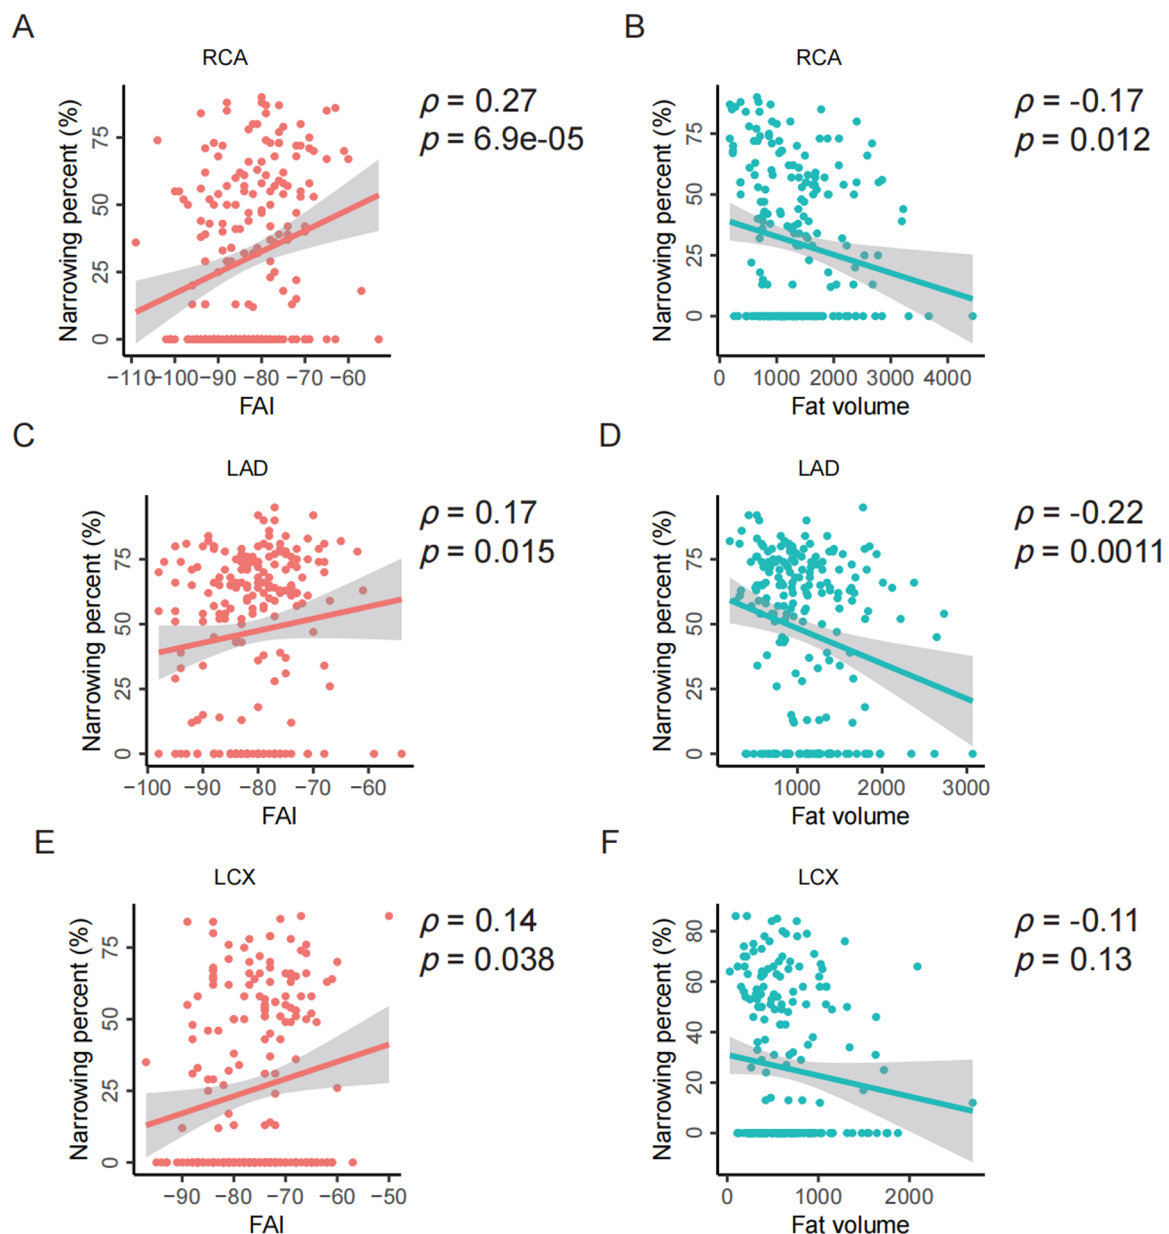 A
RCA
ρ = 0.27
p = 6.9e-05
Narrowing percent (%)
75
50
25
0
−110
−100
−90
−80
−70
−60
FAI
B
RCA
ρ = -0.17
p = 0.012
Narrowing percent (%)
75
50
25
0
0
1000
2000
3000
4000
Fat volume
C
LAD
ρ = 0.17
p = 0.015
Narrowing percent (%)
75
50
25
0
−100
−90
−80
−70
−60
FAI
D
LAD
ρ = -0.22
p = 0.0011
Narrowing percent (%)
75
50
25
0
1000
2000
3000
Fat volume
E
LCX
ρ = 0.14
p = 0.038
Narrowing percent (%)
75
50
25
0
−90
−80
−70
−60
−50
FAI
F
LCX
ρ = -0.11
p = 0.13
Narrowing percent (%)
80
60
40
20
0
0
1000
2000
Fat volume